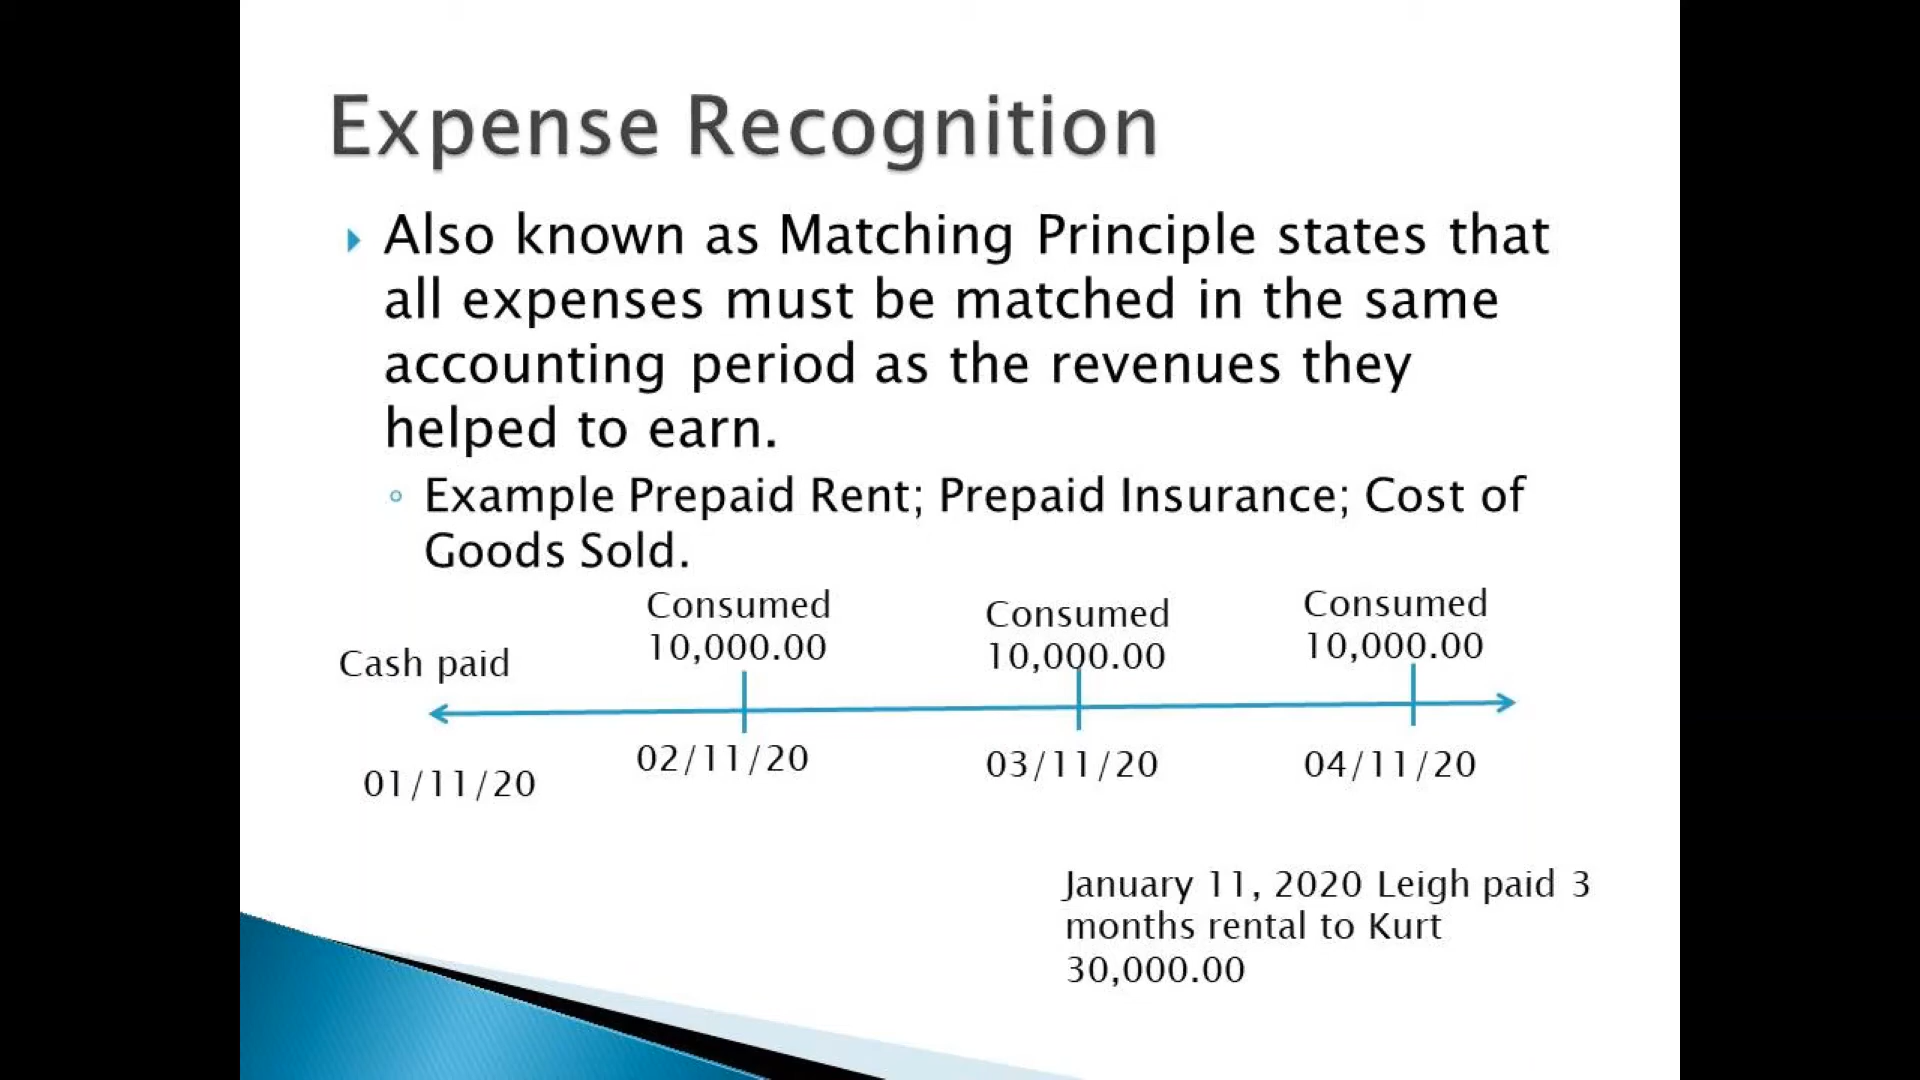 Expense Recognition
Also known as Matching Principle states that
all expenses must be matched in the same
accounting period as the revenues they
helped to earn.
Example Prepaid Rent; Prepaid Insurance; Cost of
Goods Sold.
Cash paid
Consumed
10,000.00
Consumed
10,000.00
Consumed
10,000.00
01/11/20
02/11/20
03/11/20
04/11/20
January 11, 2020 Leigh paid 3
months rental to Kurt
30,000.00